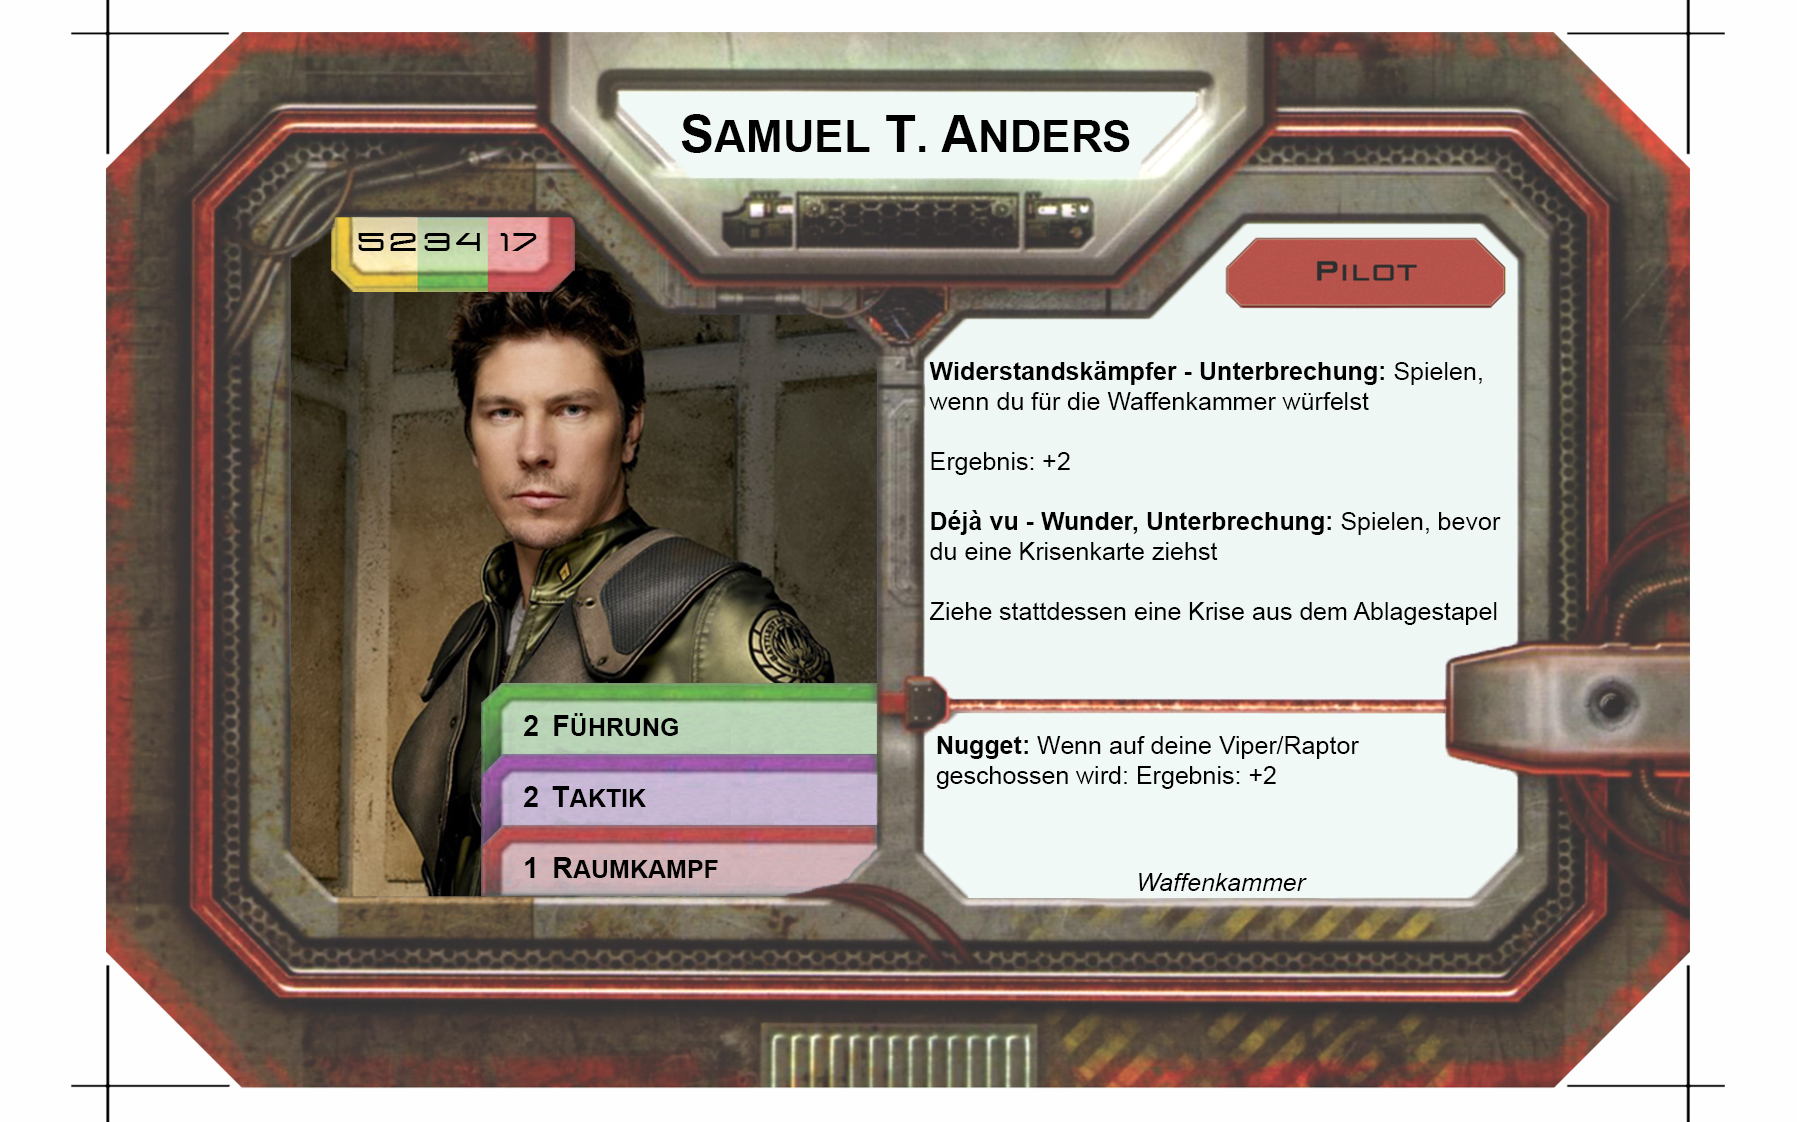 SAMUEL T. ANDERS
52 34 17
PILOT
Widerstandskämpfer - Unterbrechung: Spielen,
wenn du für die Waffenkammer würfelst
Ergebnis: +2
Déjà vu - Wunder, Unterbrechung: Spielen, bevor
du eine Krisenkarte ziehst
Ziehe stattdessen eine Krise aus dem Ablagestapel
2 FÜHRUNG
2 TAKTIK
1 RAUMKAMPF
Nugget: Wenn auf deine Viper/Raptor
geschossen wird: Ergebnis: +2
Waffenkammer